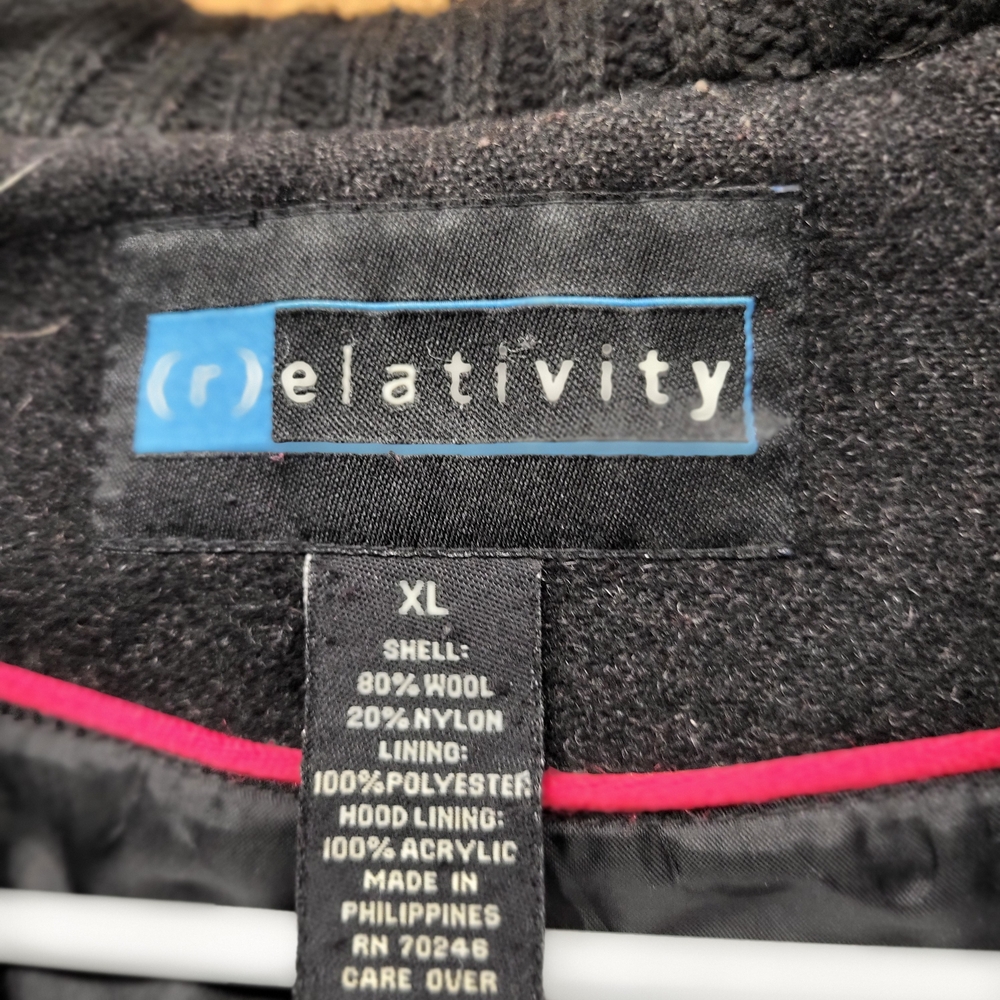 (r)elativity
XL
SHELL:
80% WOOL
20% NYLON
LINING:
100% POLYESTER
HOOD LINING:
100% ACRYLIC
MADE IN
PHILIPPINES
RN 70246
CARE OVER